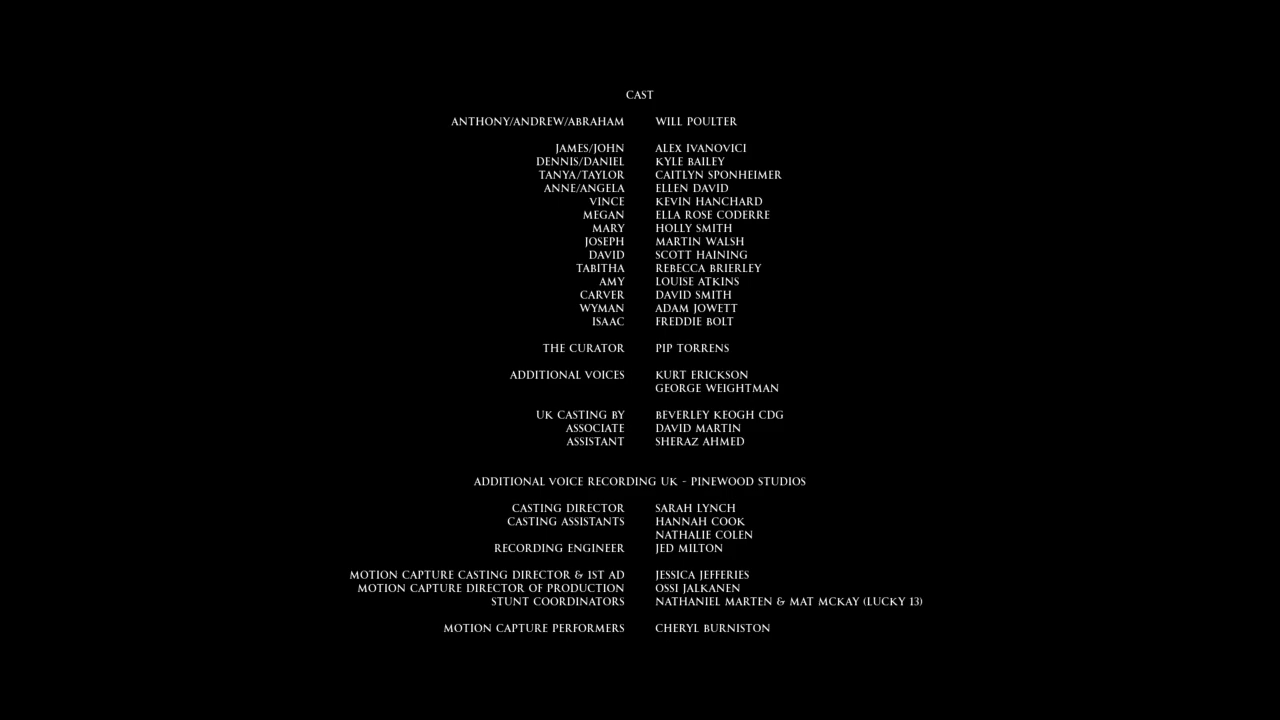 CAST
ANTHONY/ANDREW/ABRAHAM WILL POULTER
JAMES/JOHN ALEX IVANOVICI
DENNIS/DANIEL KYLE BAILEY
TANYA/TAYLOR CAITLYN SPONHEIMER
ANNE/ANGELA ELLEN DAVID
VINCE KEVIN HANCHARD
MEGAN ELLA ROSE CODERRE
MARY HOLLY SMITH
JOSEPH MARTIN WALSH
DAVID SCOTT HAINING
TABITHA REBECCA BRIERLEY
AMY LOUISE ATKINS
CARVER DAVID SMITH
WYMAN ADAM JOWETT
ISAAC FREDDIE BOLT
THE CURATOR PIP TORRENS
ADDITIONAL VOICES KURT ERICKSON
GEORGE WEIGHTMAN
UK CASTING BY BEVERLEY KEOGH CDG
ASSOCIATE DAVID MARTIN
ASSISTANT SHERAZ AHMED
ADDITIONAL VOICE RECORDING UK - PINEWOOD STUDIOS
CASTING DIRECTOR SARAH LYNCH
CASTING ASSISTANTS HANNAH COOK
NATHALIE COLEN
RECORDING ENGINEER JED MILTON
MOTION CAPTURE CASTING DIRECTOR & 1ST AD JESSICA JEFFERIES
MOTION CAPTURE DIRECTOR OF PRODUCTION OSSI JALKANEN
STUNT COORDINATORS NATHANIEL MARTEN & MAT MCKAY (LUCKY 13)
MOTION CAPTURE PERFORMERS CHERYL BURNISTON